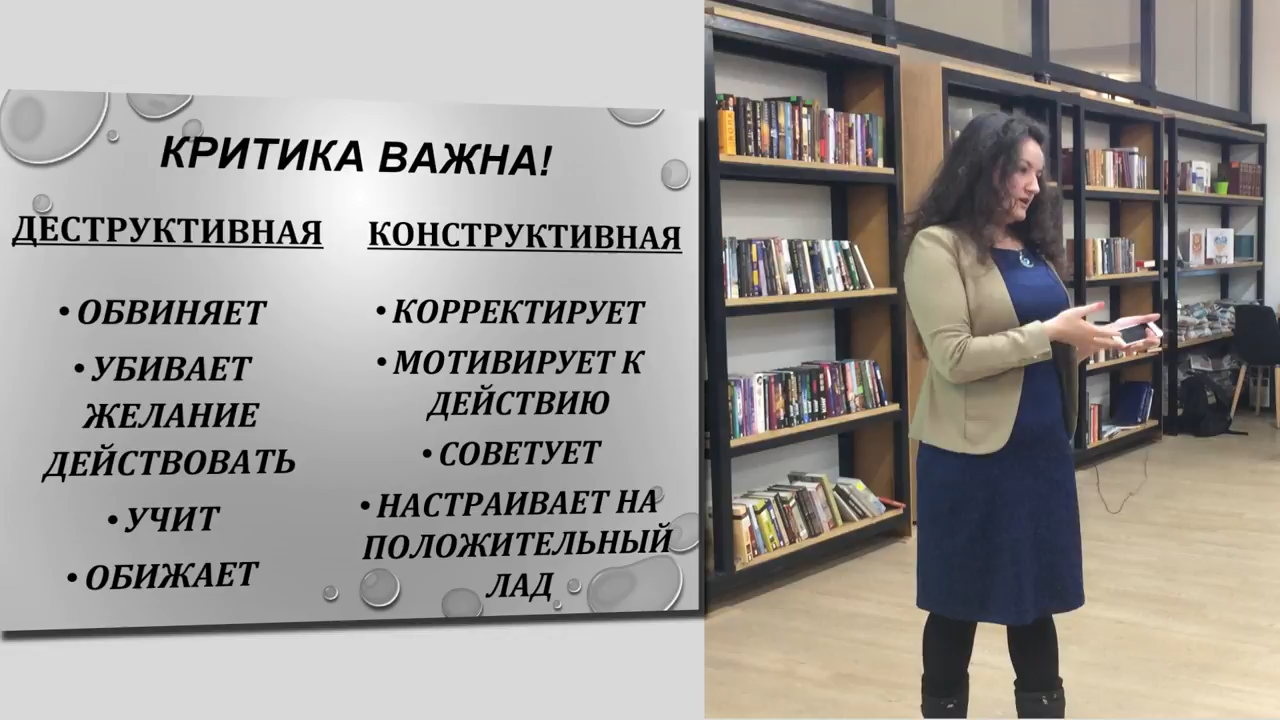 КРИТИКА ВАЖНА!
ДЕСТРУКТИВНАЯ
• ОБВИНЯЕТ
• УБИВАЕТ
ЖЕЛАНИЕ
ДЕЙСТВОВАТЬ
• УЧИТ
• ОБИЖАЕТ
КОНСТРУКТИВНАЯ
• КОРРЕКТИРУЕТ
• МОТИВИРУЕТ К
ДЕЙСТВИЮ
• СОВЕТУЕТ
• НАСТРАИВАЕТ НА
ПОЛОЖИТЕЛЬНЫЙ
ЛАД